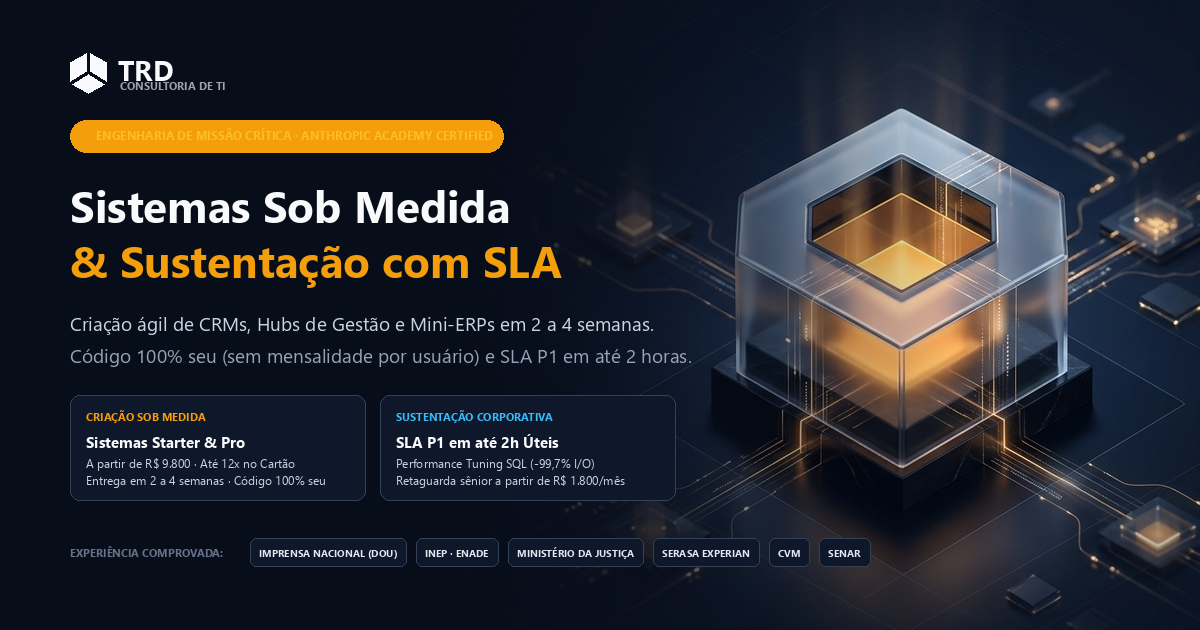 TRD
CONSULTORIA DE TI
ENGENHARIA DE MISSÃO CRÍTICA · ANTHROPIC ACADEMY CERTIFIED
Sistemas Sob Medida
& Sustentação com SLA
Criação ágil de CRMs, Hubs de Gestão e Mini-ERPs em 2 a 4 semanas.
Código 100% seu (sem mensalidade por usuário) e SLA P1 em até 2 horas.
CRIAÇÃO SOB MEDIDA
Sistemas Starter & Pro
A partir de R$ 9.800 · Até 12x no Cartão
Entrega em 2 a 4 semanas · Código 100% seu
SUSTENTAÇÃO CORPORATIVA
SLA P1 em até 2h Úteis
Performance Tuning SQL (-99,7% I/O)
Retaguarda sênior a partir de R$ 1.800/mês
EXPERIÊNCIA COMPROVADA:
IMPRENSA NACIONAL (DOU)
INEP · ENADE
MINISTÉRIO DA JUSTIÇA
SERASA EXPERIAN
CVM
SENAR